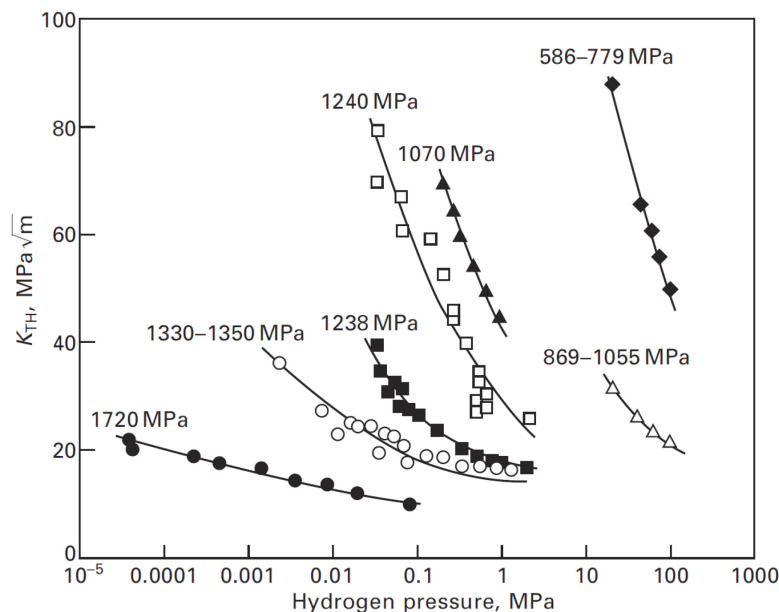 100
80
60
40
20
0
K_TH, MPa√m
586–779 MPa
1240 MPa
1070 MPa
1330–1350 MPa
1238 MPa
869–1055 MPa
1720 MPa
10⁻⁵ 0.0001 0.001 0.01 0.1 1 10 100 1000
Hydrogen pressure, MPa